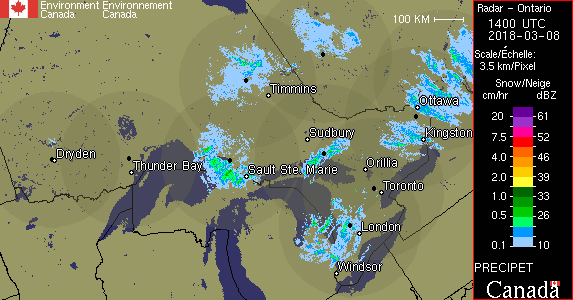 Environment Environnement
Canada Canada
100 KM
Timmins
Ottawa
Sudbury
Kingston
Dryden
Thunder Bay
Sault Ste. Marie
Orillia
Toronto
London
Windsor
Radar - Ontario
1400 UTC
2018-03-08
Scale/Échelle:
3.5 km/Pixel
Snow/Neige
cm/hr dBZ
20 61
7.5 57
5.5 52
4.0 46
2.0 39
1.0 33
0.5 26
0.1 10
PRECIPET
Canada